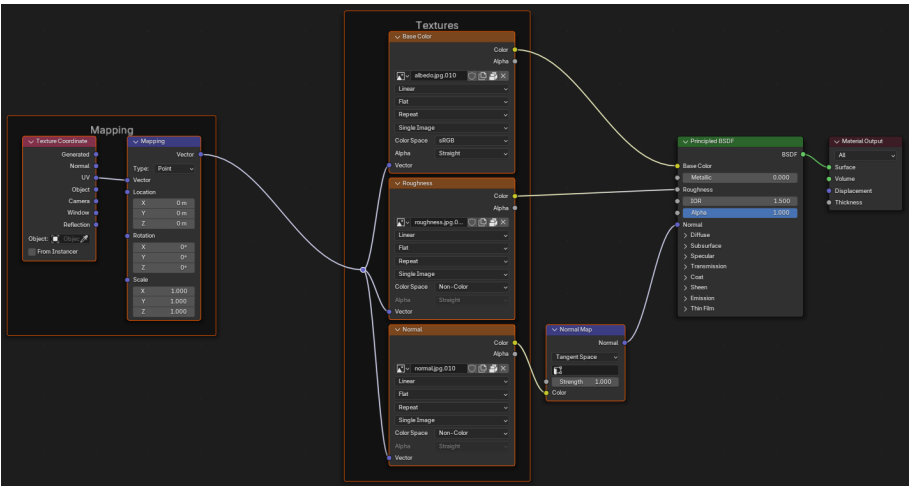 Mapping
Texture Coordinate
Generated
Normal
UV
Object
Camera
Window
Reflection
Object:
From Instancer
Mapping
Vector
Type: Point
Vector
Location
X 0 m
Y 0 m
Z 0 m
Rotation
X 0°
Y 0°
Z 0°
Scale
X 1.000
Y 1.000
Z 1.000
Textures
Base Color
Color
Alpha
albedo.jpg.010
Linear
Flat
Repeat
Single Image
Color Space sRGB
Alpha Straight
Vector
Roughness
Color
Alpha
roughness.jpg.0...
Linear
Flat
Repeat
Single Image
Color Space Non-Color
Alpha Straight
Vector
Normal
Color
Alpha
normal.jpg.010
Linear
Flat
Repeat
Single Image
Color Space Non-Color
Alpha Straight
Vector
Normal Map
Normal
Tangent Space
Strength 1.000
Color
Principled BSDF
BSDF
Base Color
Metallic 0.000
Roughness
IOR 1.500
Alpha 1.000
Normal
Diffuse
Subsurface
Specular
Transmission
Coat
Sheen
Emission
Thin Film
Material Output
All
Surface
Volume
Displacement
Thickness